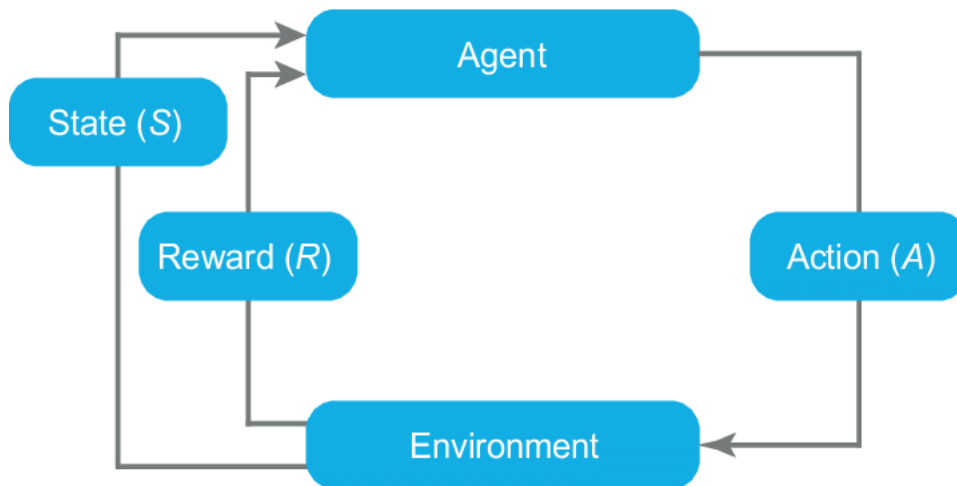 Agent
State (S)
Reward (R)
Action (A)
Environment